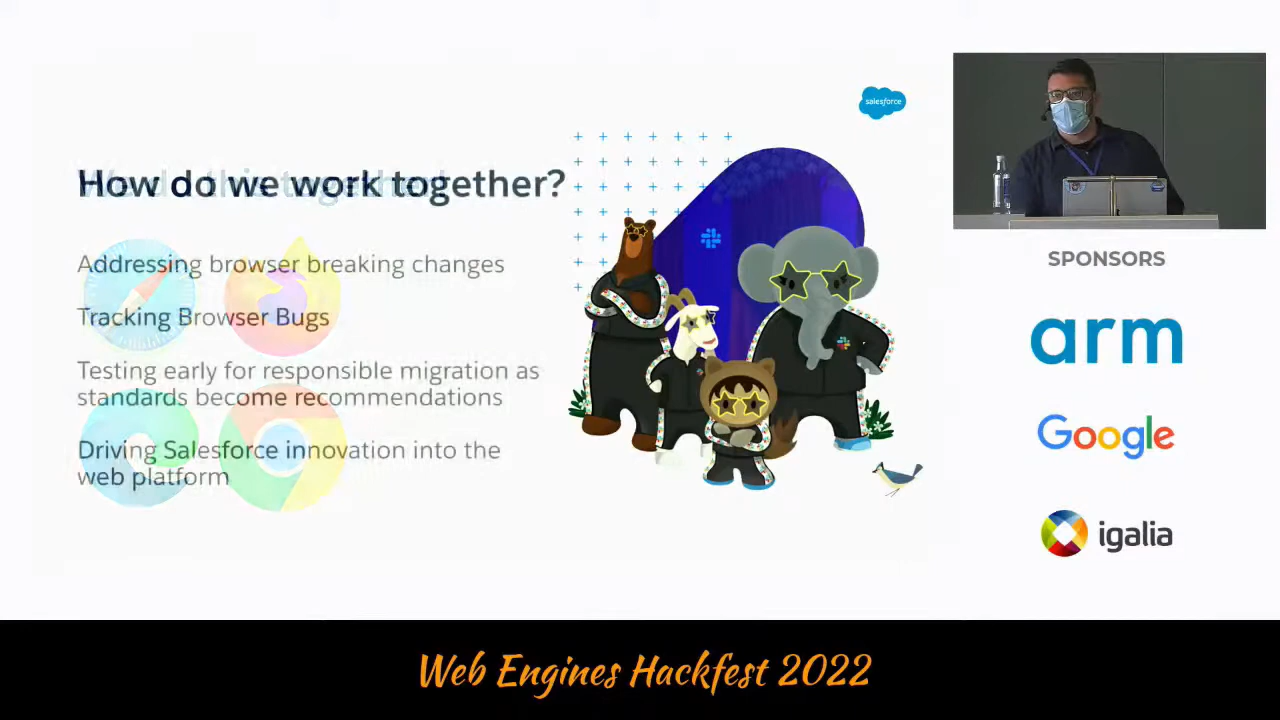 salesforce
How do we work together?
Addressing browser breaking changes
Tracking Browser Bugs
Testing early for responsible migration as
standards become recommendations
Driving Salesforce innovation into the
web platform
SPONSORS
arm
Google
igalia
Web Engines Hackfest 2022